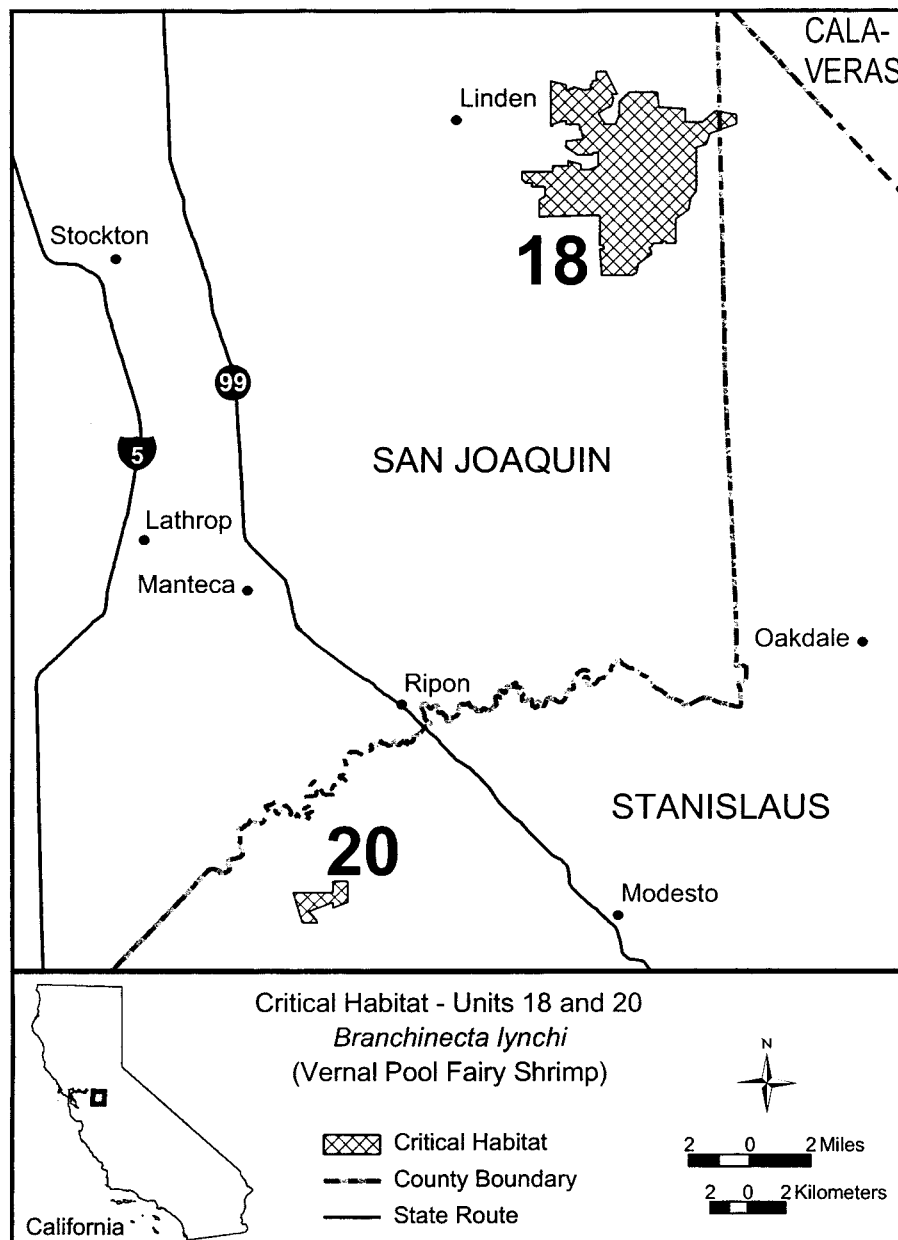 CALA-
VERAS
Linden
Stockton
18
99
SAN JOAQUIN
5
Lathrop
Manteca
Oakdale
Ripon
STANISLAUS
20
Modesto
Critical Habitat - Units 18 and 20
Branchinecta lynchi
(Vernal Pool Fairy Shrimp)
N
Critical Habitat
County Boundary
State Route
2 0 2 Miles
2 0 2 Kilometers
California